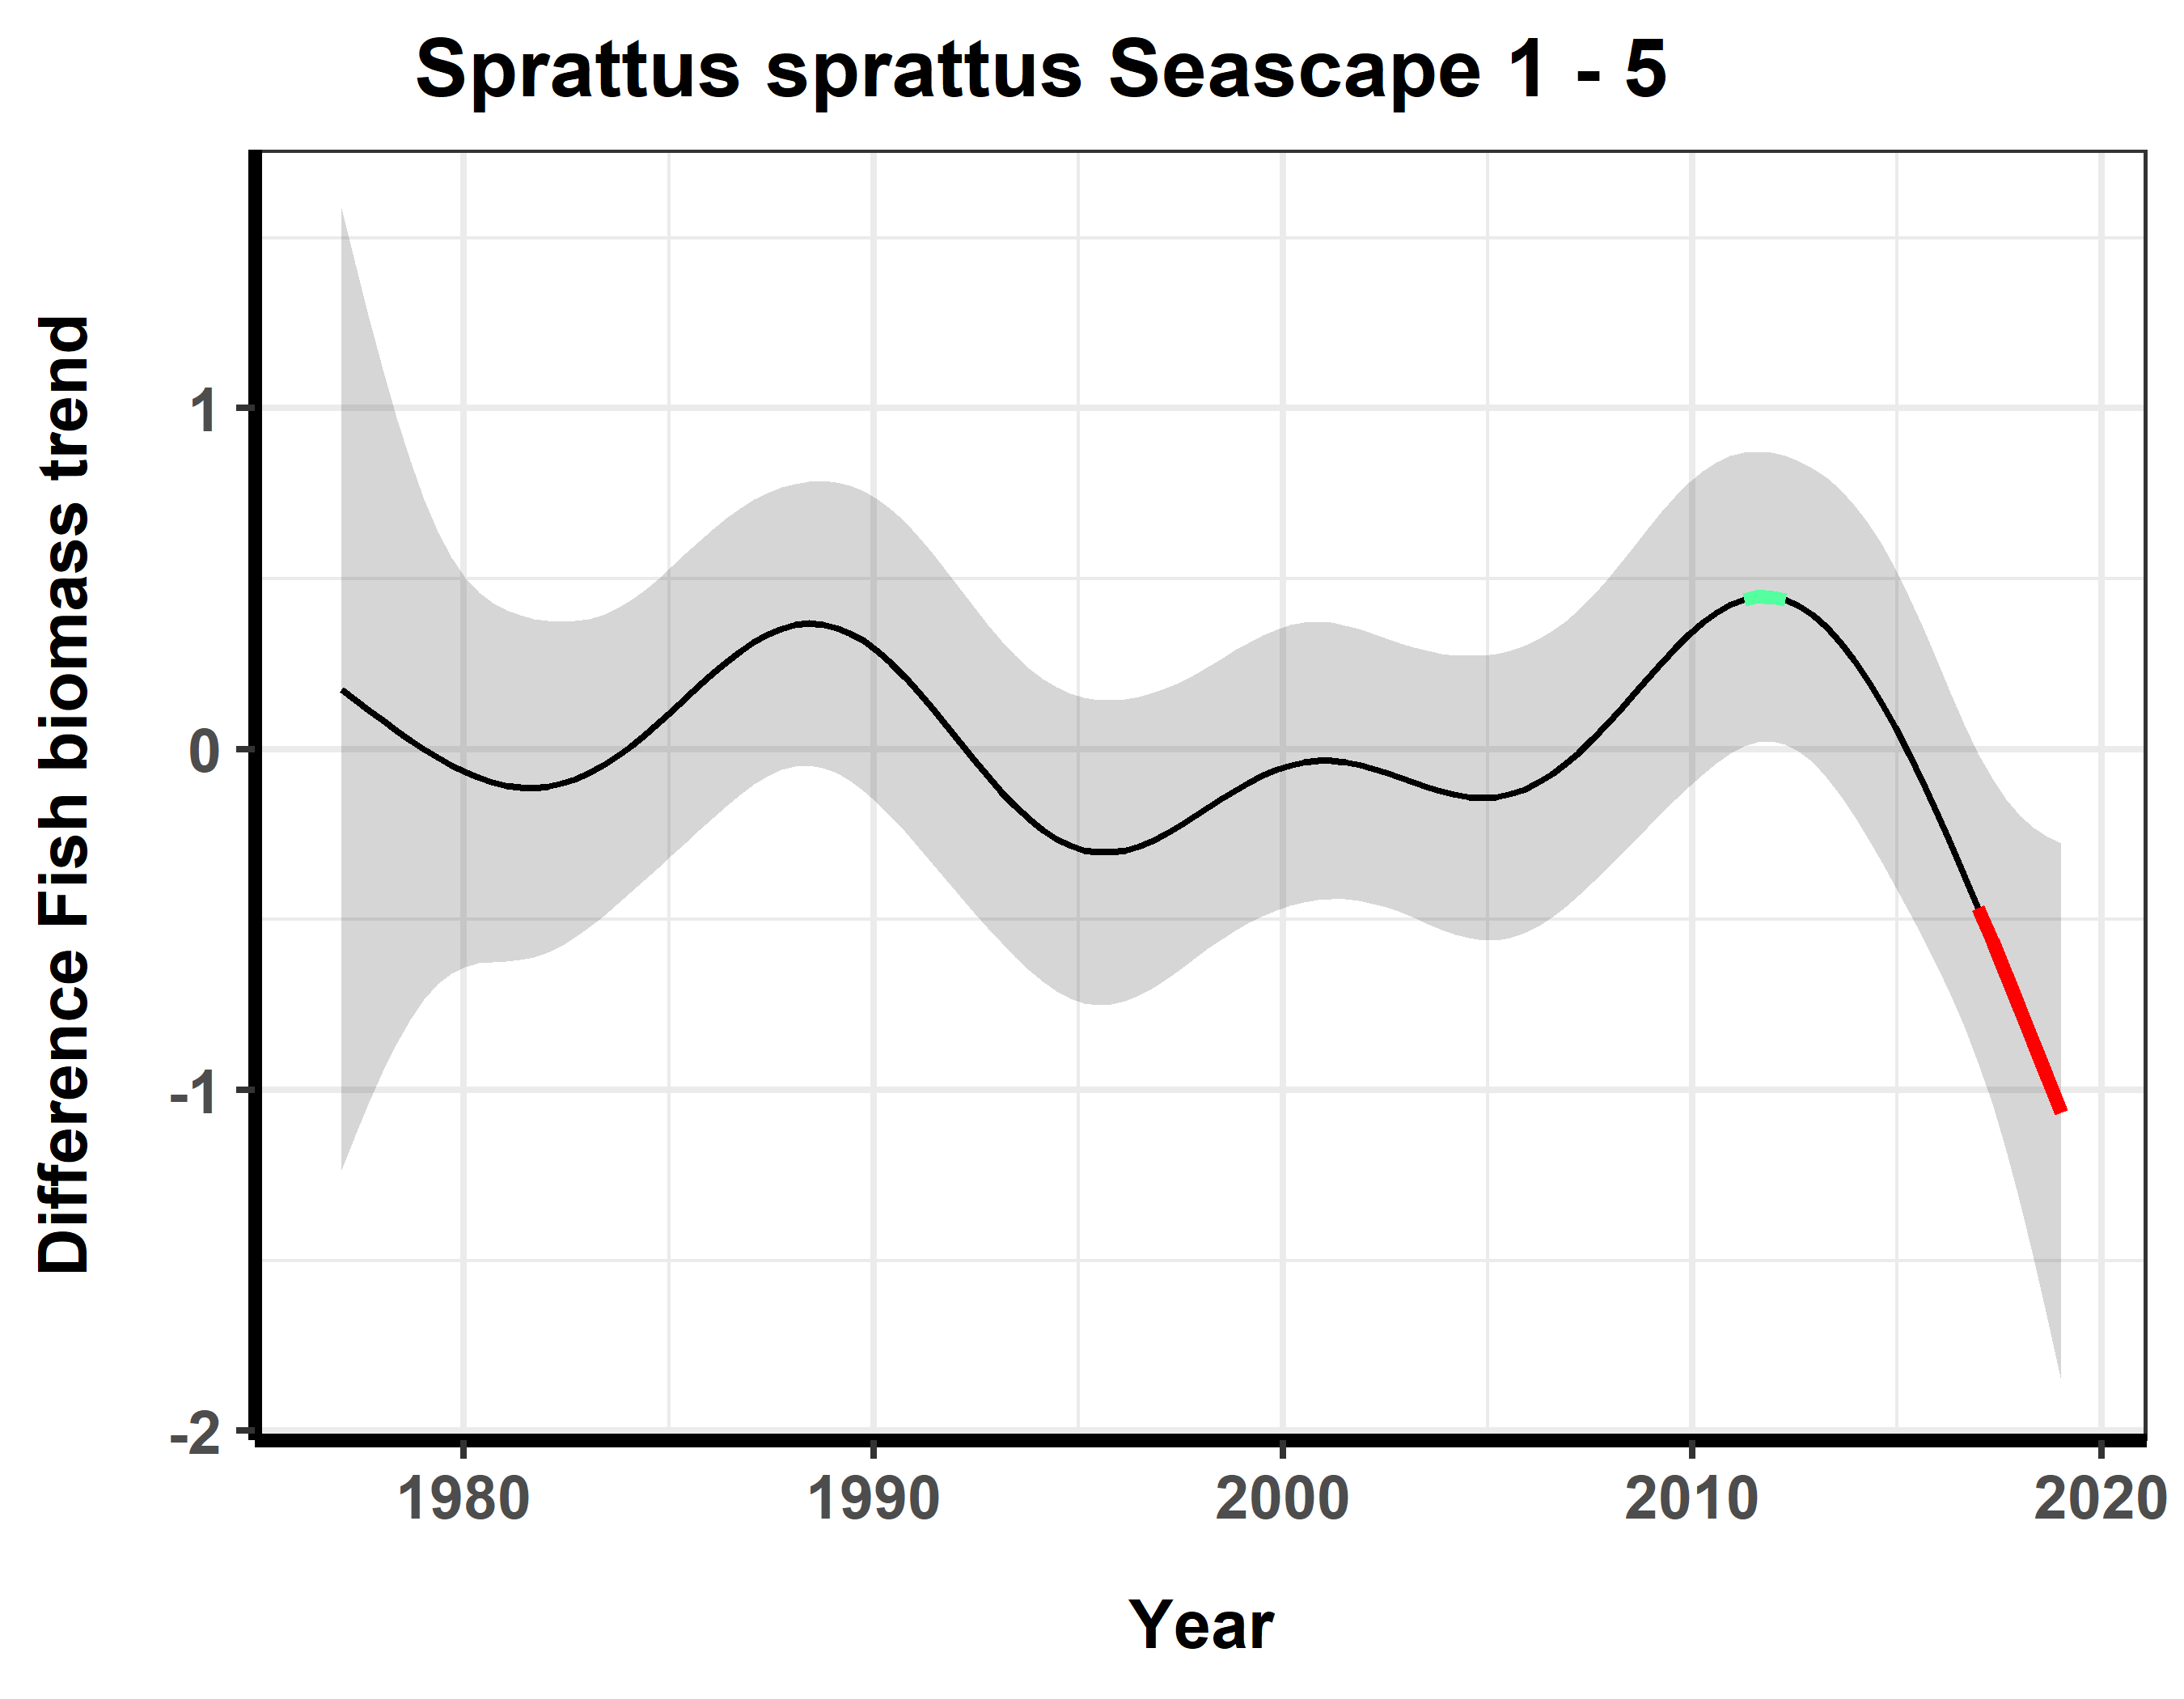 Sprattus sprattus Seascape 1 - 5
Difference Fish biomass trend
1
0
-1
-2
1980 1990 2000 2010 2020
Year